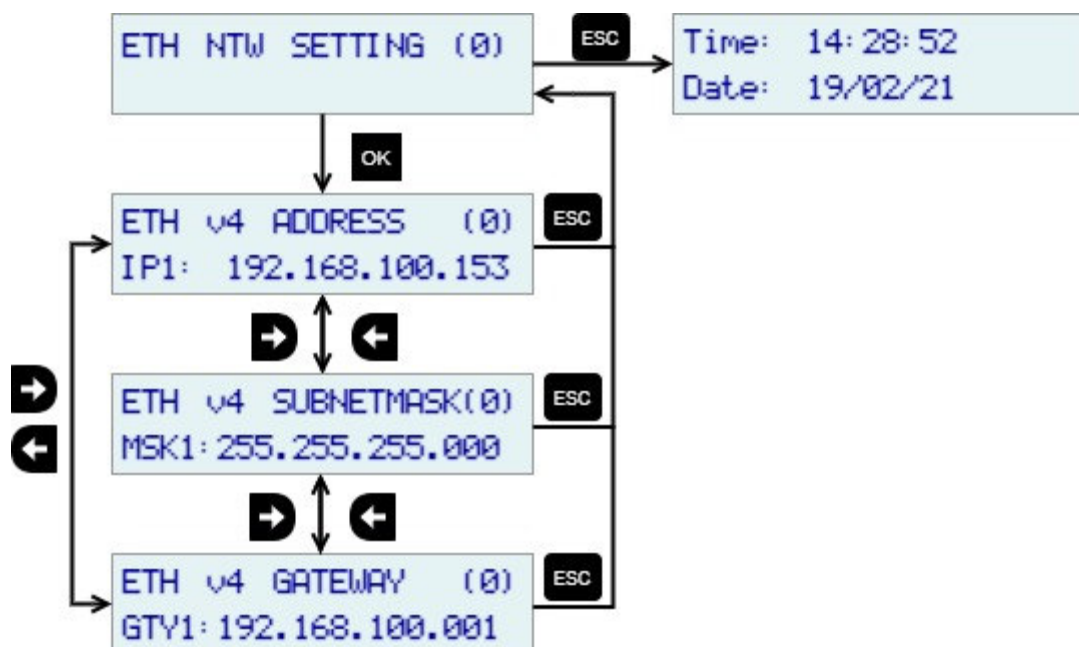 ETH NTW SETTING (0)
ESC
Time: 14:28:52
Date: 19/02/21
OK
ETH v4 ADDRESS (0)
IP1: 192.168.100.153
ESC
ETH v4 SUBNETMASK(0)
MSK1:255.255.255.000
ESC
ETH v4 GATEWAY (0)
GTY1:192.168.100.001
ESC